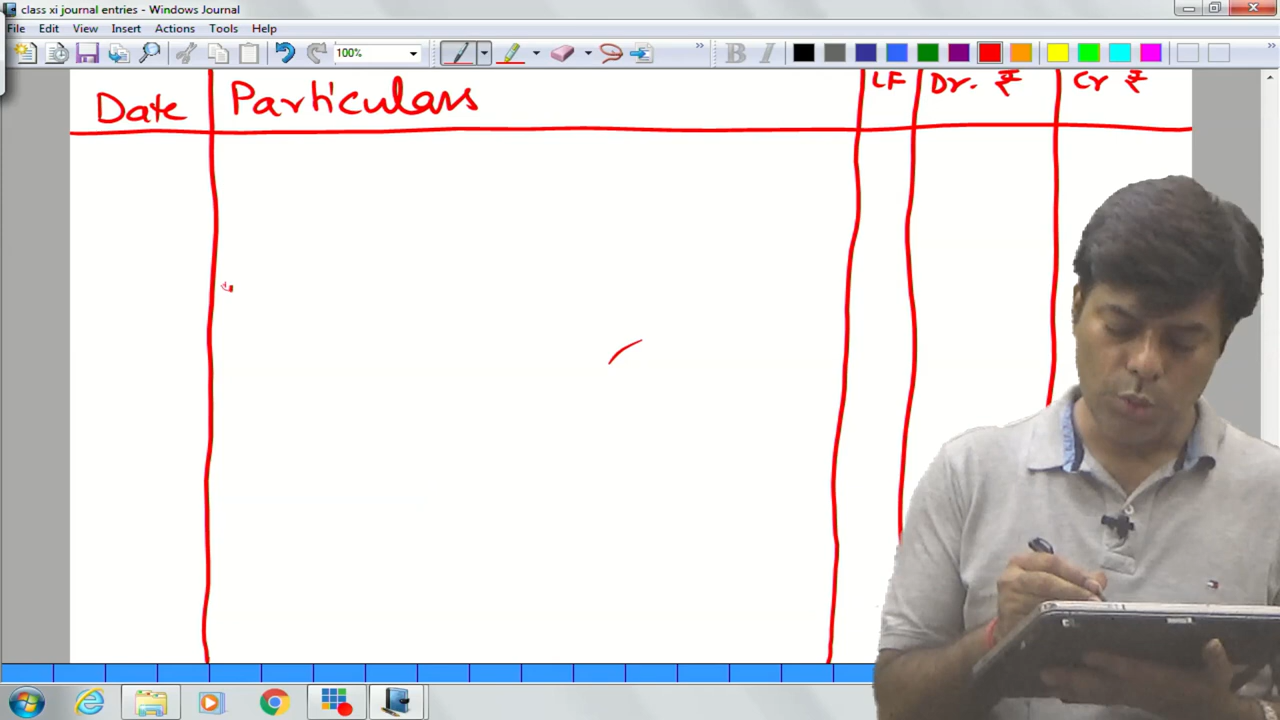 class xi journal entries - Windows Journal
File Edit View Insert Actions Tools Help
100% B I
Date Particulars LF Dr. ₹ Cr ₹